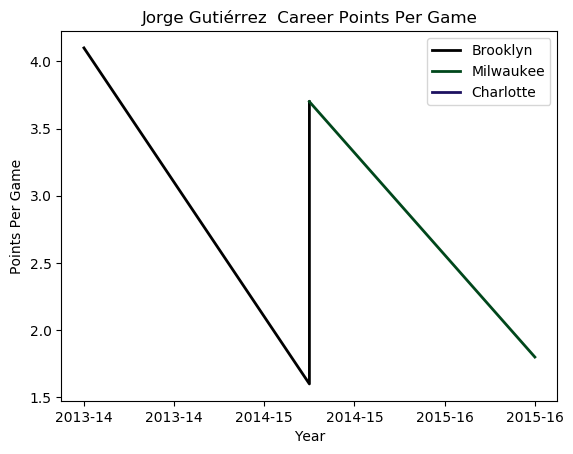 Jorge Gutiérrez  Career Points Per Game
Brooklyn
Milwaukee
Charlotte
Points Per Game
4.0
3.5
3.0
2.5
2.0
1.5
2013-14 2013-14 2014-15 2014-15 2015-16 2015-16
Year